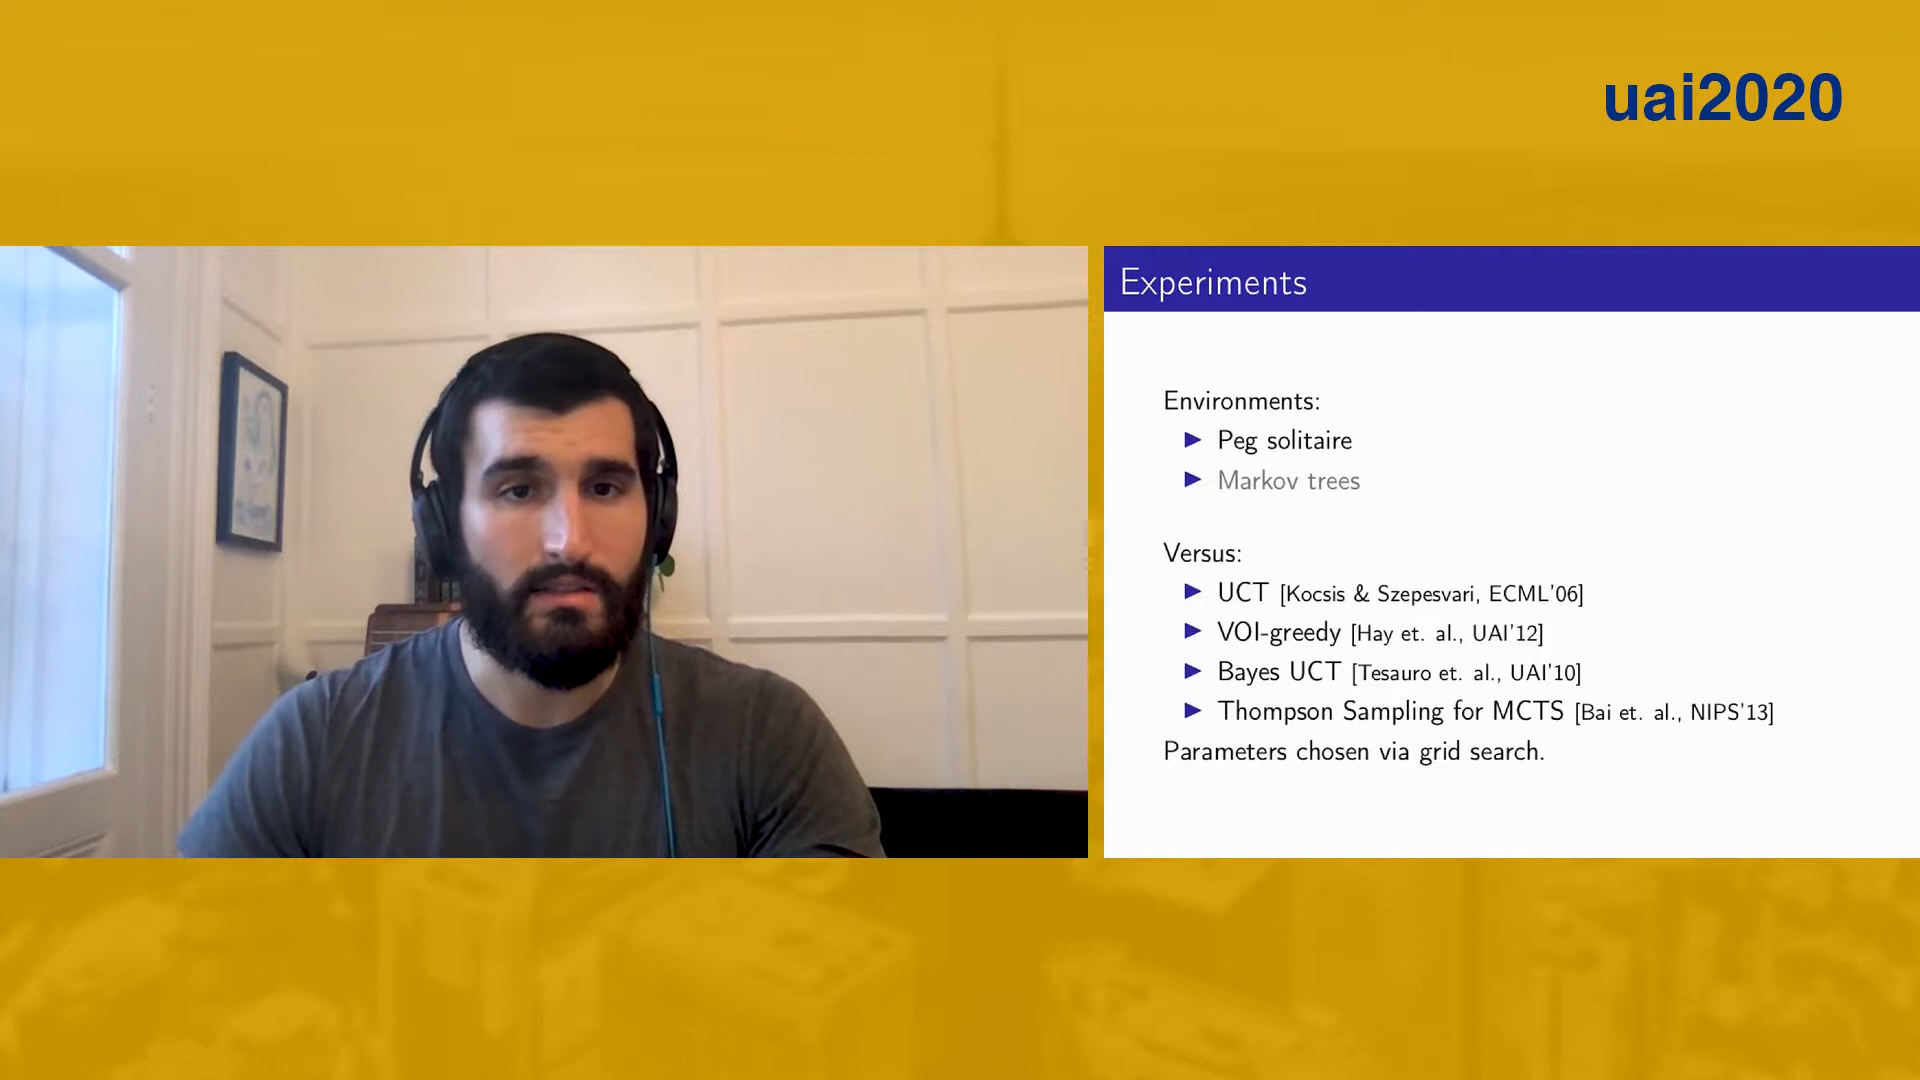 uai2020
Experiments
Environments:
Peg solitaire
Markov trees
Versus:
UCT [Kocsis & Szepesvari, ECML'06]
VOI-greedy [Hay et. al., UAI'12]
Bayes UCT [Tesauro et. al., UAI'10]
Thompson Sampling for MCTS [Bai et. al., NIPS'13]
Parameters chosen via grid search.